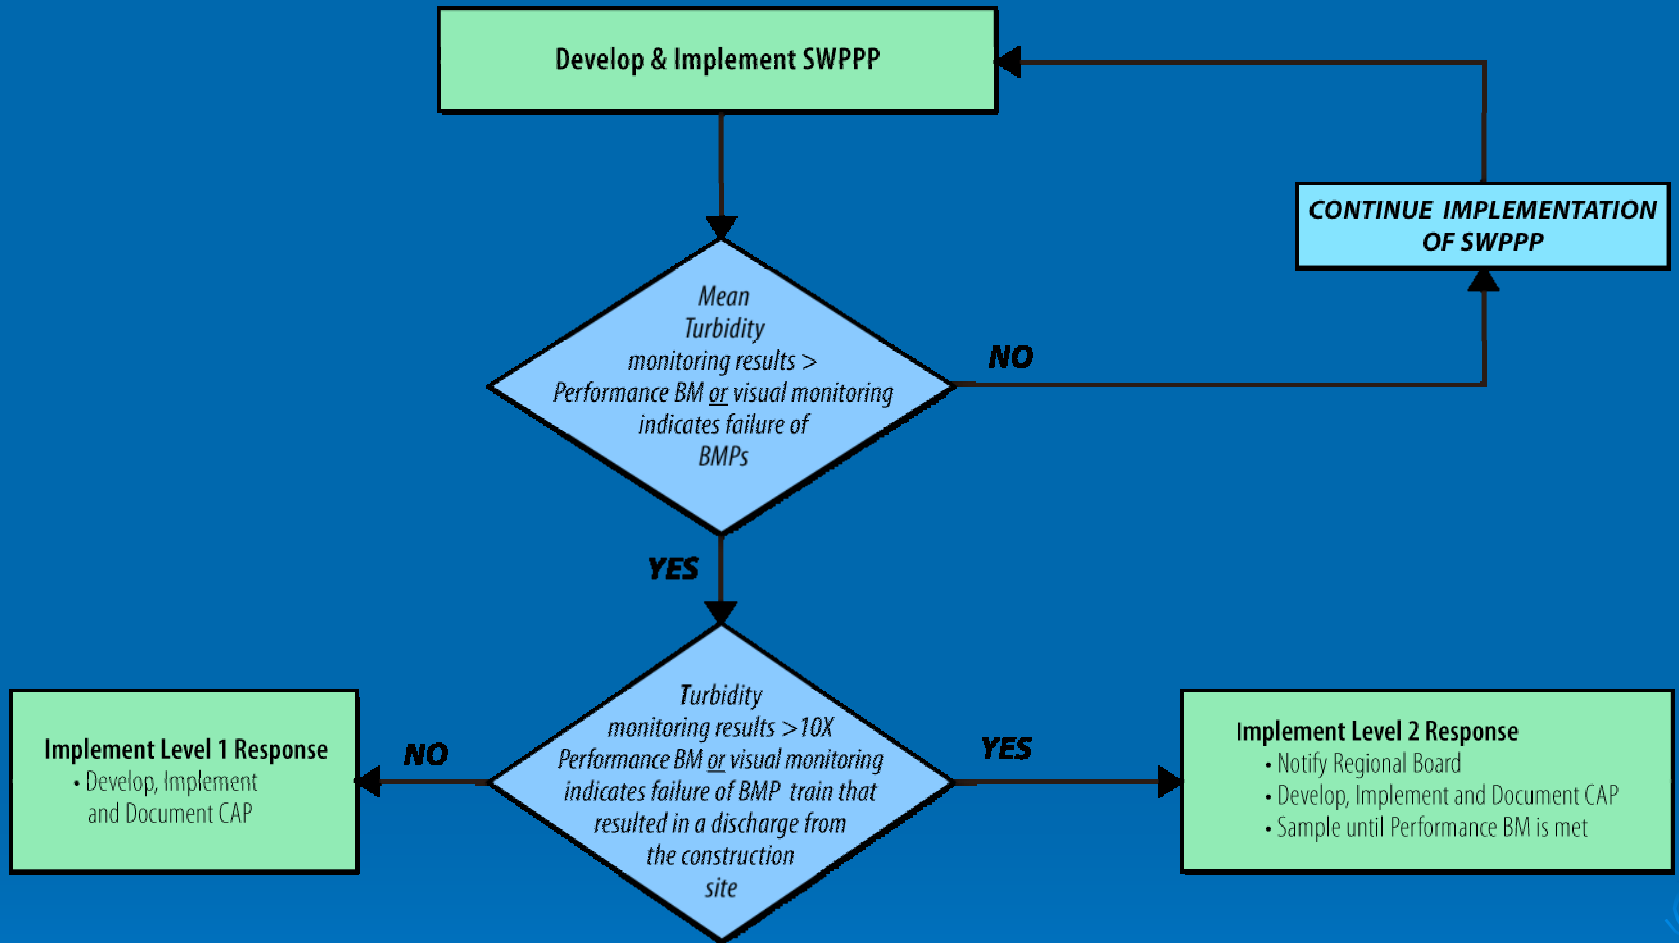 Develop & Implement SWPPP
CONTINUE IMPLEMENTATION
OF SWPPP
Mean
Turbidity
monitoring results >
Performance BM or visual monitoring
indicates failure of
BMPs
NO
YES
Turbidity
monitoring results >10X
Performance BM or visual monitoring
indicates failure of BMP train that
resulted in a discharge from
the construction
site
NO
YES
Implement Level 1 Response
• Develop, Implement
and Document CAP
Implement Level 2 Response
• Notify Regional Board
• Develop, Implement and Document CAP
• Sample until Performance BM is met